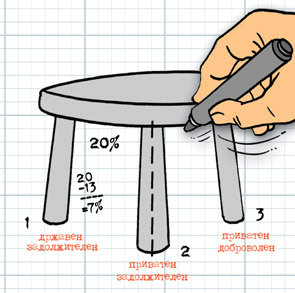 20%
20
-13
=7%
1
државен
задолжителен
2
приватен
задолжителен
3
приватен
доброволен